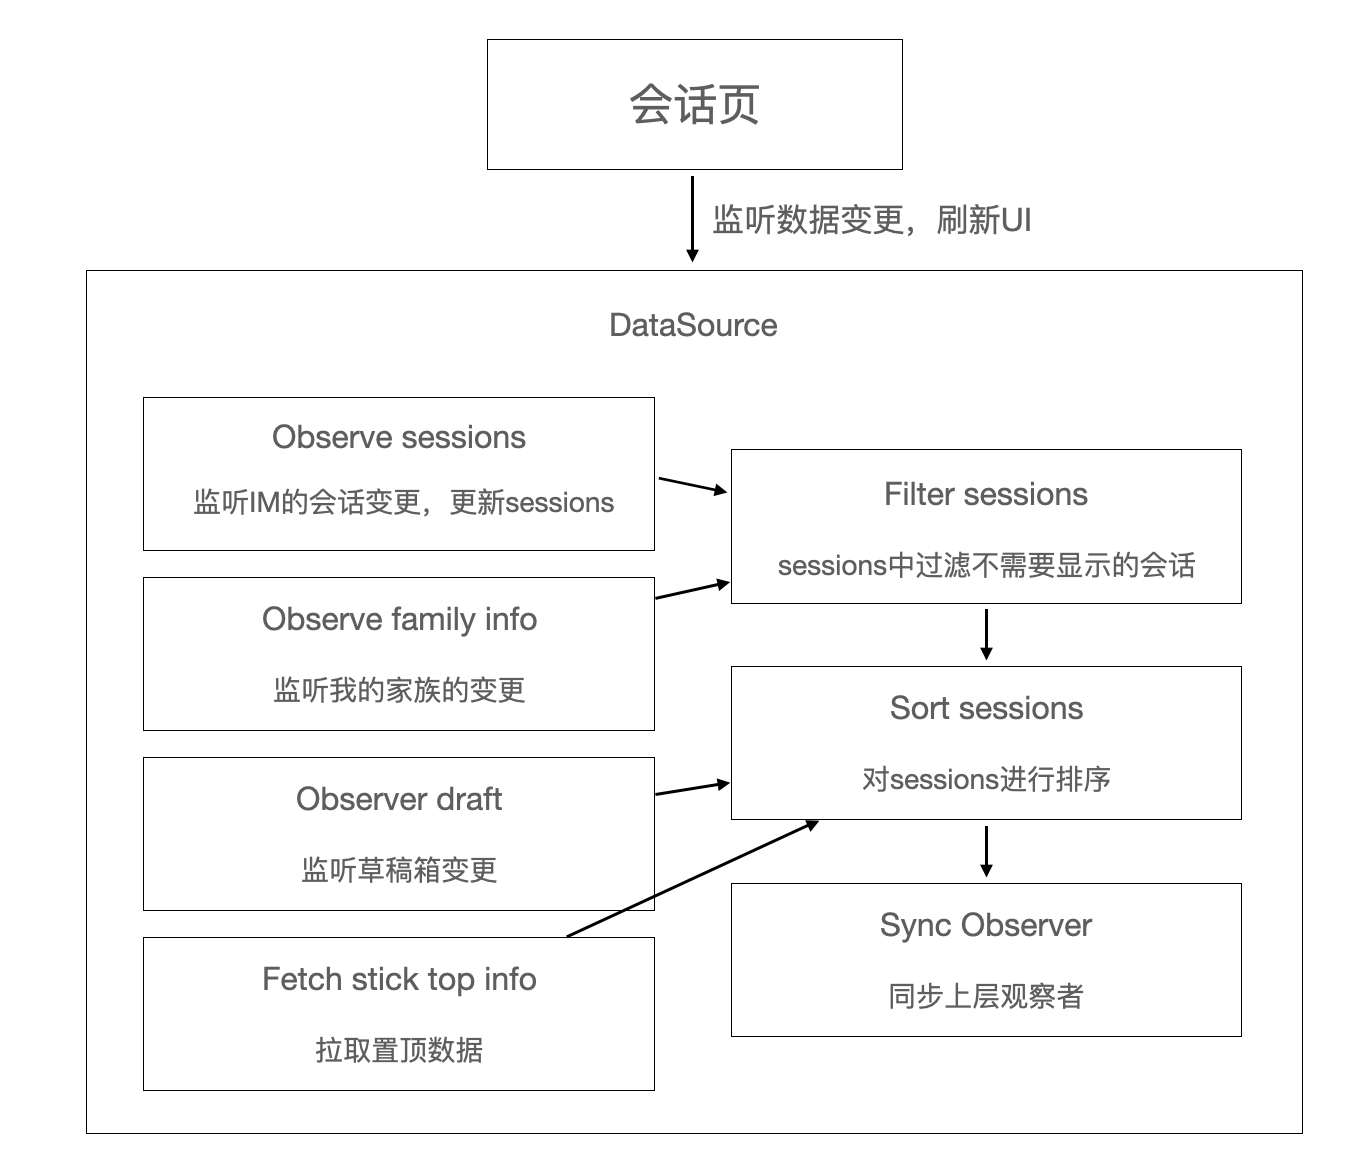 会话页
监听数据变更，刷新UI
DataSource
Observe sessions
监听IM的会话变更，更新sessions
Observe family info
监听我的家族的变更
Observer draft
监听草稿箱变更
Fetch stick top info
拉取置顶数据
Filter sessions
sessions中过滤不需要显示的会话
Sort sessions
对sessions进行排序
Sync Observer
同步上层观察者